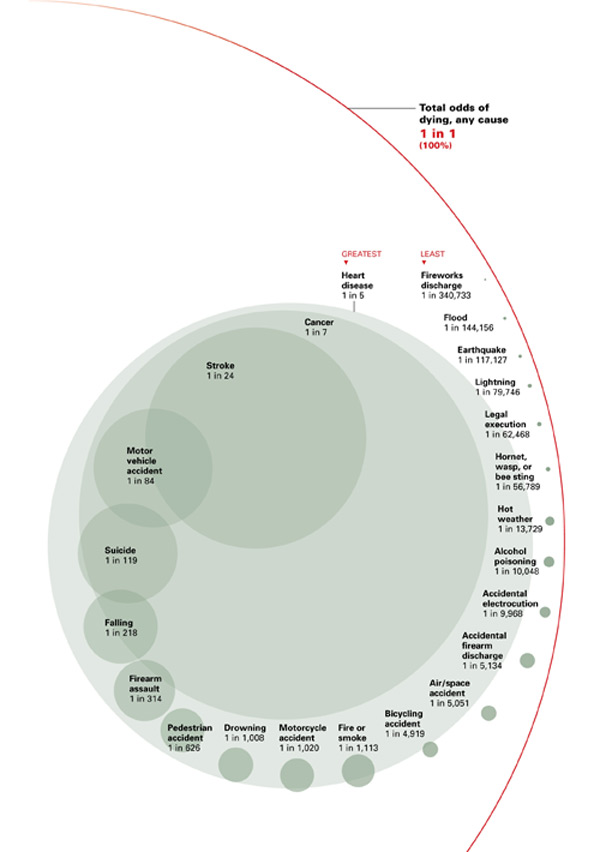 Total odds of
dying, any cause
1 in 1
(100%)
GREATEST
Heart
disease
1 in 5
LEAST
Fireworks
discharge
1 in 340,733
Flood
1 in 144,156
Earthquake
1 in 117,127
Lightning
1 in 79,746
Legal
execution
1 in 62,468
Hornet,
wasp, or
bee sting
1 in 56,789
Hot
weather
1 in 13,729
Alcohol
poisoning
1 in 10,048
Accidental
electrocution
1 in 9,968
Accidental
firearm
discharge
1 in 5,134
Air/space
accident
1 in 5,051
Bicycling
accident
1 in 4,919
Fire or
smoke
1 in 1,113
Motorcycle
accident
1 in 1,020
Drowning
1 in 1,008
Pedestrian
accident
1 in 626
Firearm
assault
1 in 314
Falling
1 in 218
Suicide
1 in 119
Motor
vehicle
accident
1 in 84
Stroke
1 in 24
Cancer
1 in 7